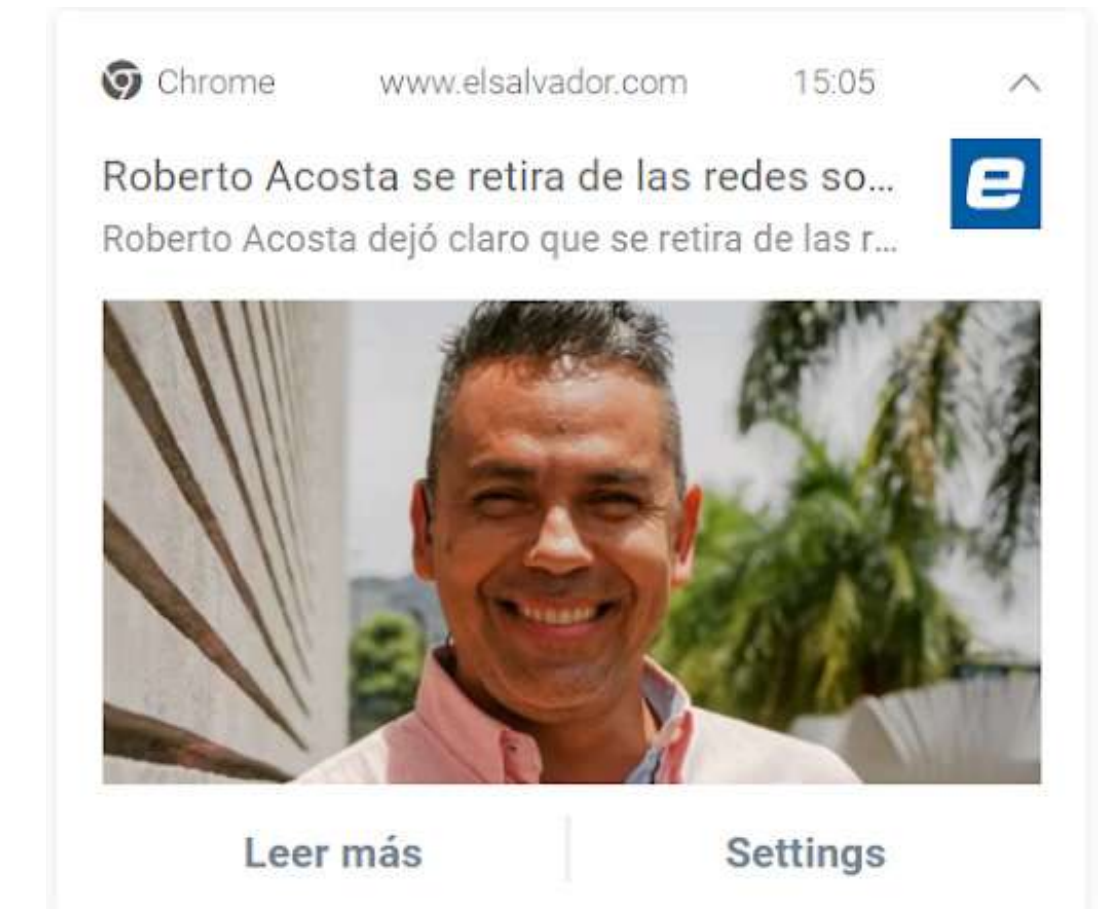 Chrome www.elsalvador.com 15:05
Roberto Acosta se retira de las redes so...
e
Roberto Acosta dejó claro que se retira de las r...
Leer más Settings